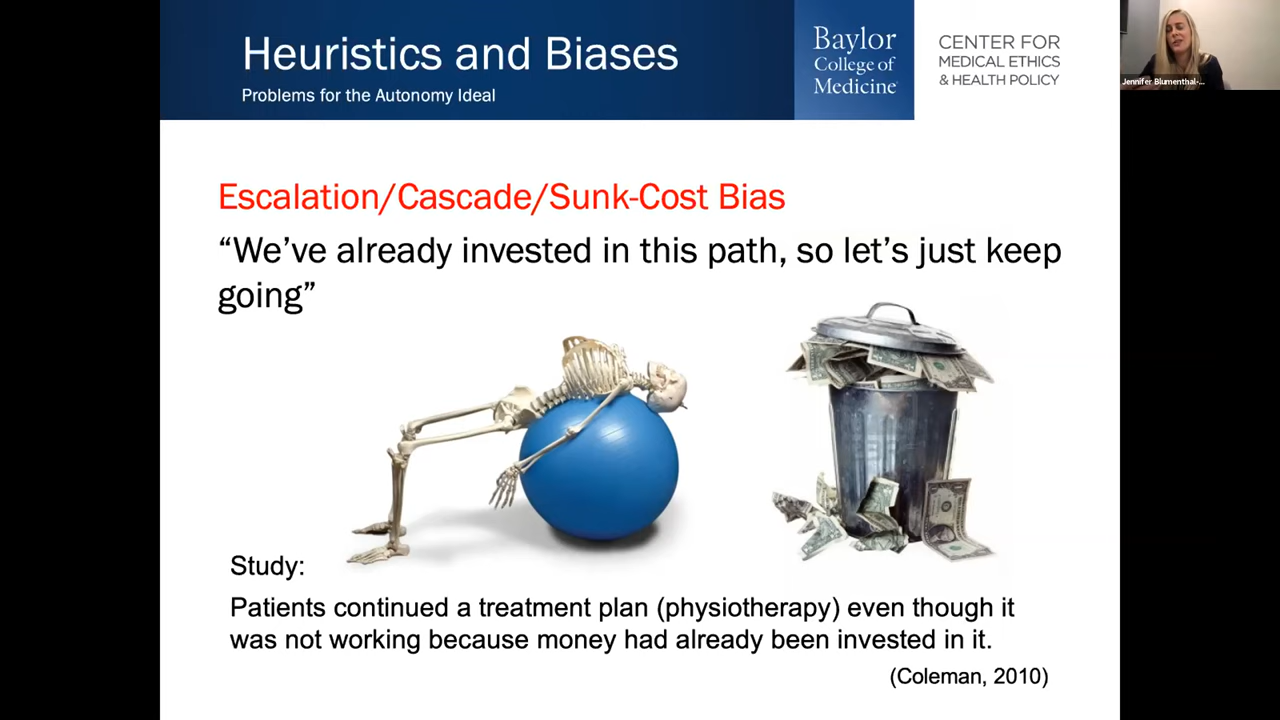 Heuristics and Biases
Problems for the Autonomy Ideal
Baylor
College of
Medicine
CENTER FOR
MEDICAL ETHICS
& HEALTH POLICY
Jennifer Blumenthal-...
Escalation/Cascade/Sunk-Cost Bias
“We’ve already invested in this path, so let’s just keep
going”
Study:
Patients continued a treatment plan (physiotherapy) even though it
was not working because money had already been invested in it.
(Coleman, 2010)